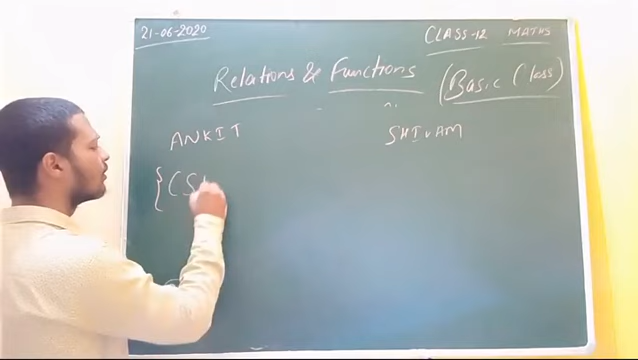 21-06-2020 CLASS-12 MATHS
Relations & Functions (Basic Class)
ANKIT SHIVAM
{(S